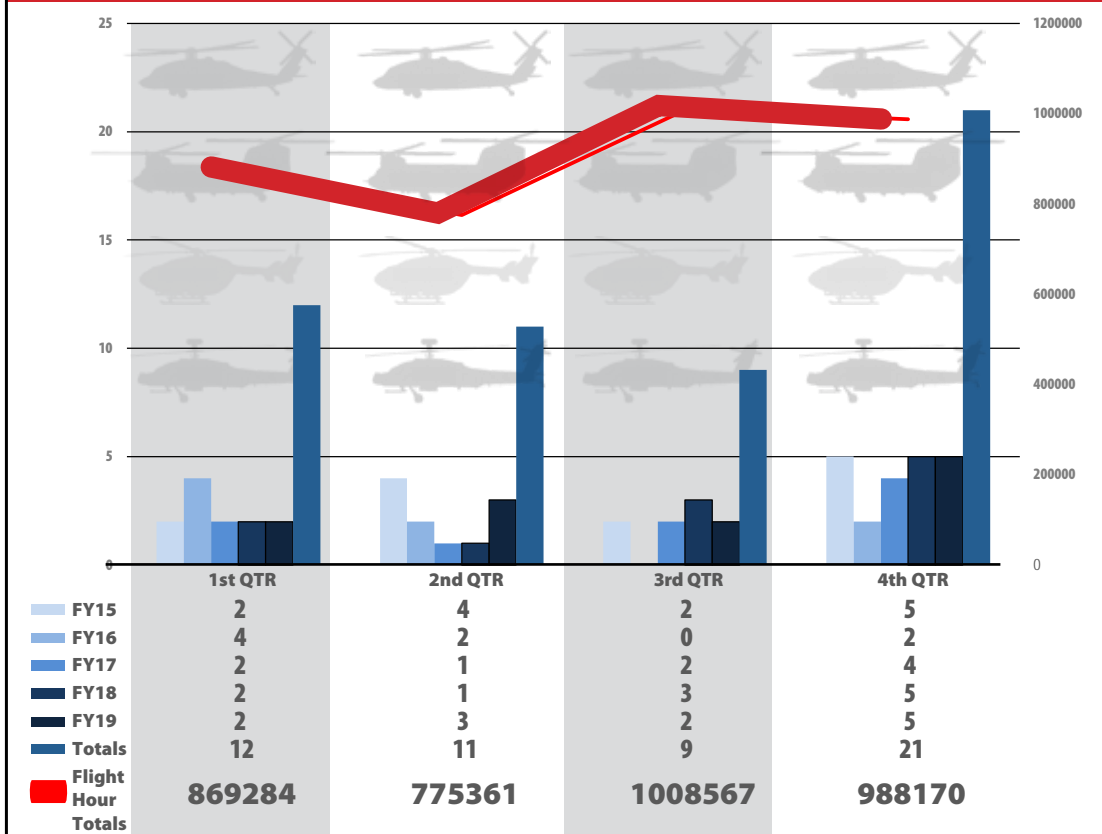 25
20
15
10
5
0
1200000
1000000
800000
600000
400000
200000
0
1st QTR 2nd QTR 3rd QTR 4th QTR
FY15 2 4 2 5
FY16 4 2 0 2
FY17 2 1 2 4
FY18 2 1 3 5
FY19 2 3 2 5
Totals 12 11 9 21
Flight
Hour
Totals
869284 775361 1008567 988170